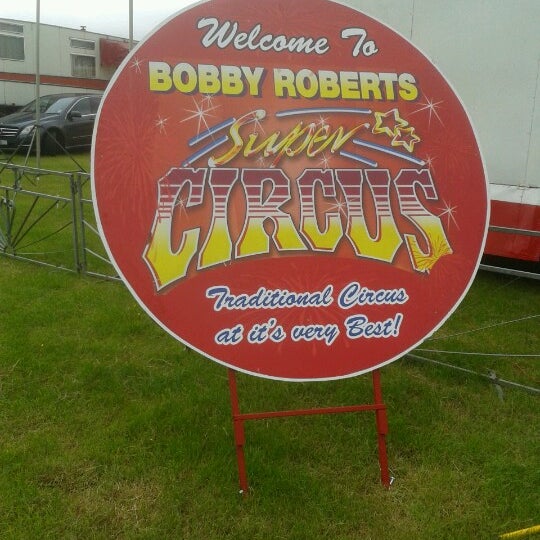 Welcome To
BOBBY ROBERTS
Super
CIRCUS
Traditional Circus
at it's very Best!